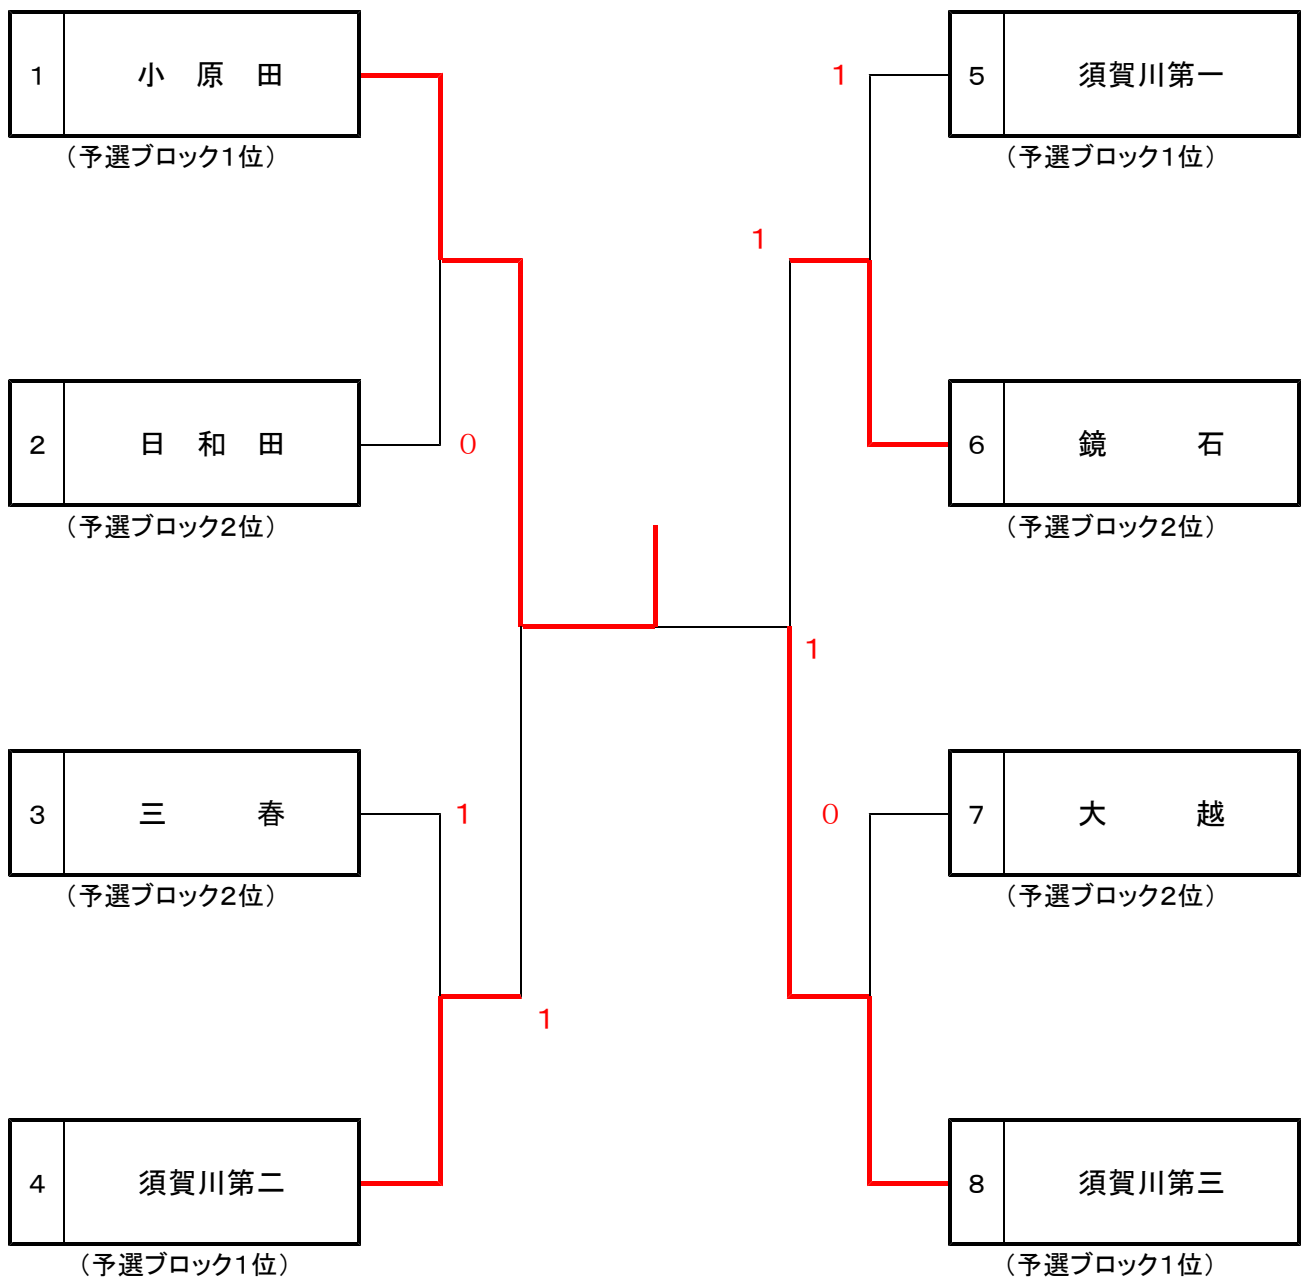 1 小 原 田
(予選ブロック1位)
2 日 和 田
0
(予選ブロック2位)
3 三 春
1
(予選ブロック2位)
1
4 須賀川第二
(予選ブロック1位)
1
5 須賀川第一
(予選ブロック1位)
1
6 鏡 石
(予選ブロック2位)
1
0
7 大 越
(予選ブロック2位)
8 須賀川第三
(予選ブロック1位)